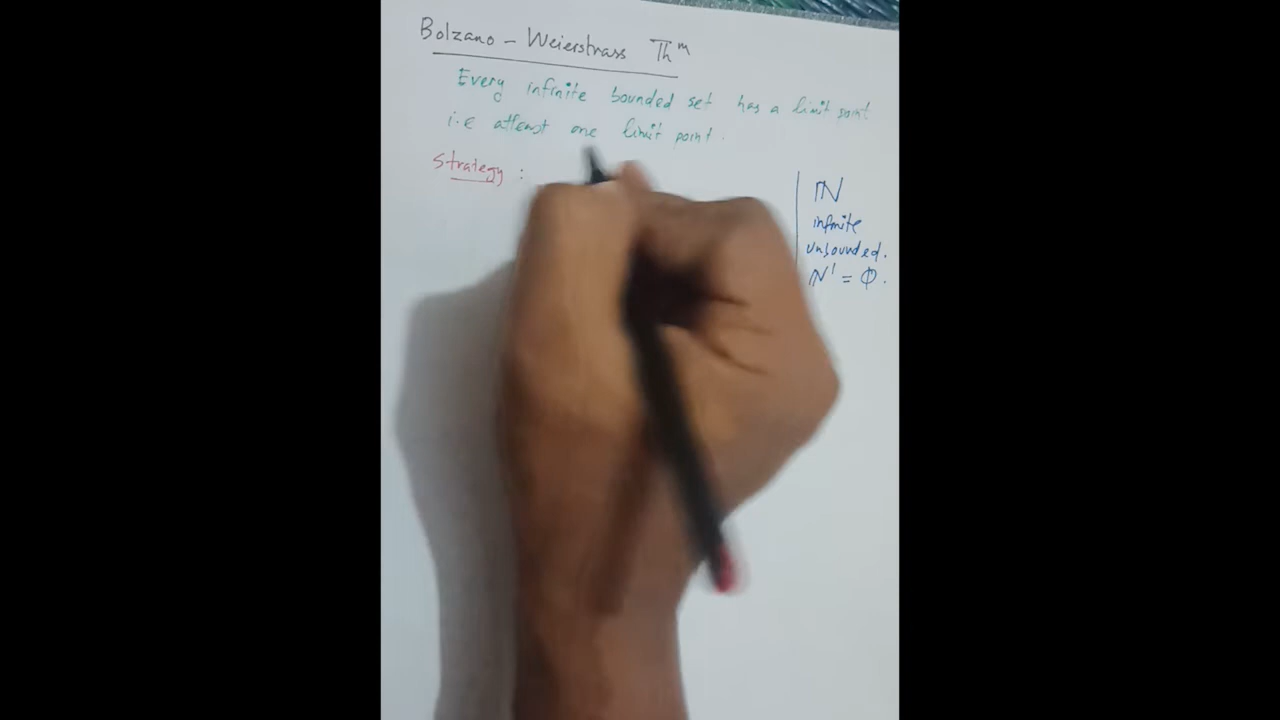 Bolzano - Weierstrass Thm
Every infinite bounded set has a limit point
i.e atleast one limit point.
Strategy :
ℕ
infinite
unbounded.
ℕ' = Φ.